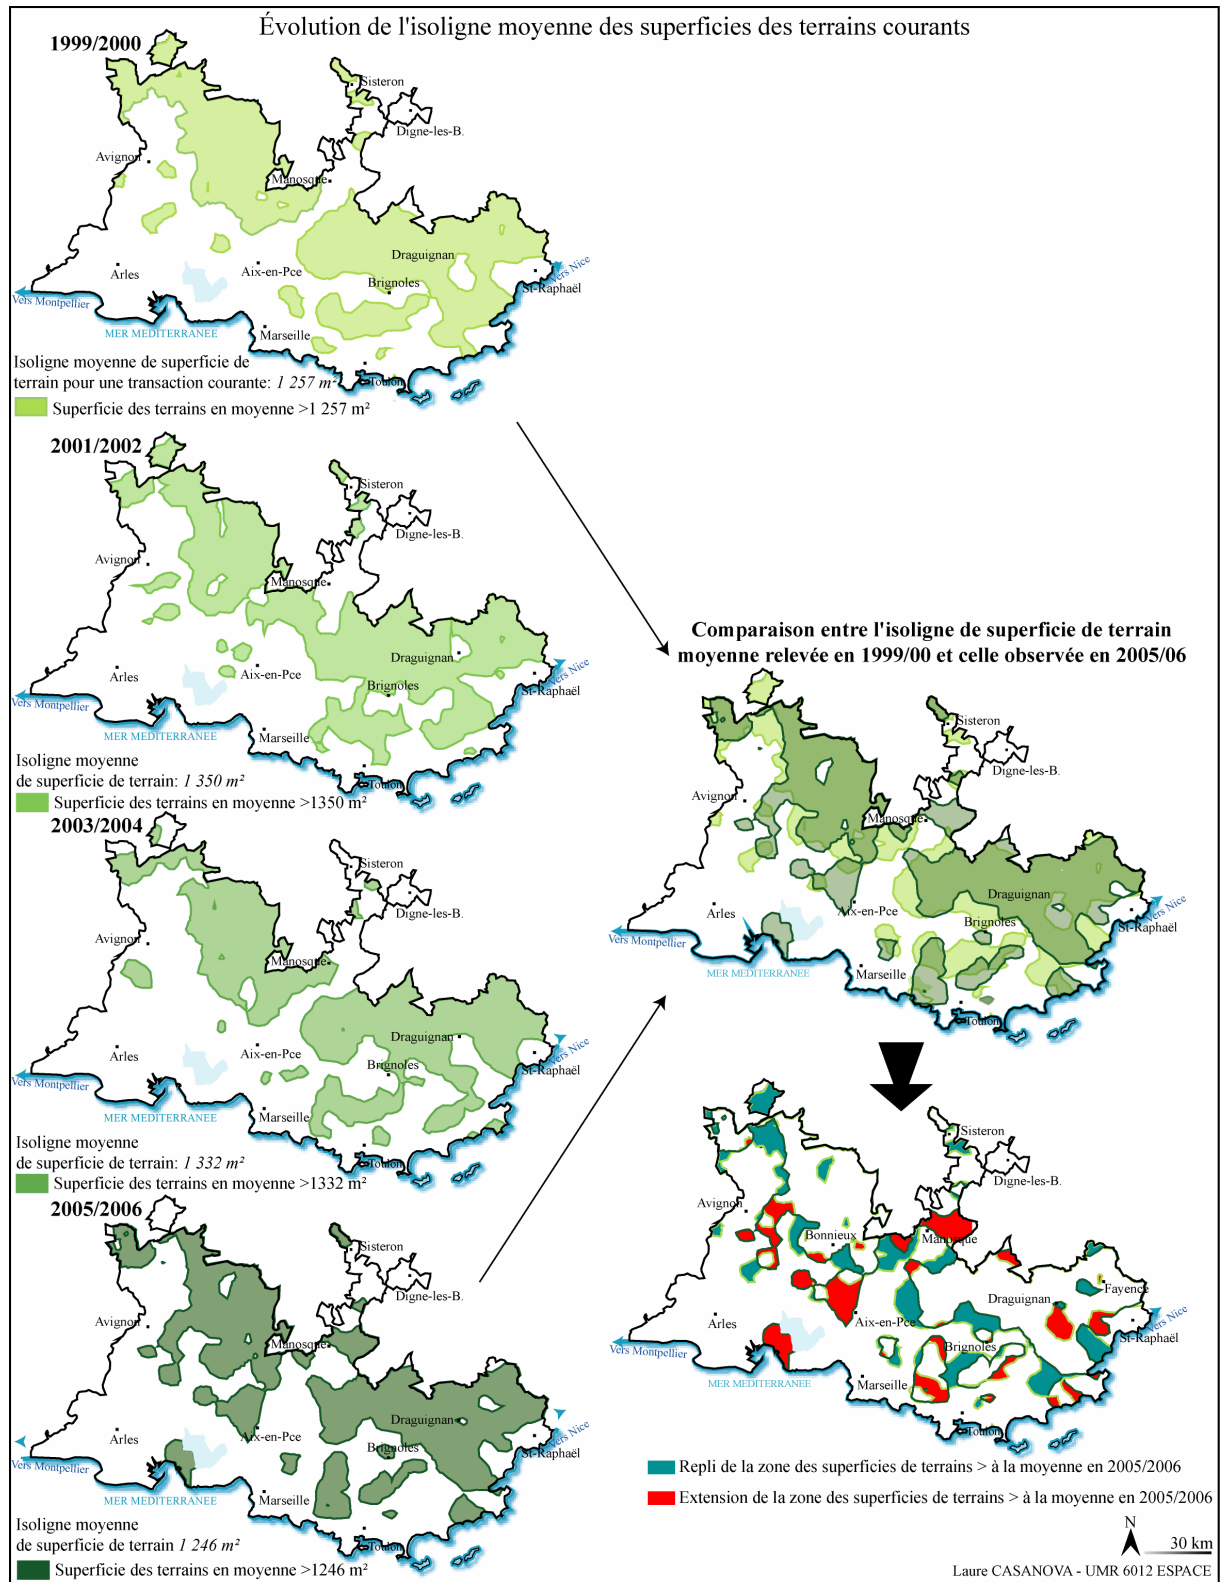 Évolution de l'isoligne moyenne des superficies des terrains courants
1999/2000
Sisteron
Digne-les-B.
Avignon
Manosque
Draguignan
Arles
Aix-en-Pce
Brignoles
Vers Nice
St-Raphaël
Vers Montpellier
MER MEDITERRANEE
Marseille
Toulon
Isoligne moyenne de superficie de
terrain pour une transaction courante: 1 257 m²
Superficie des terrains en moyenne >1 257 m²
2001/2002
Sisteron
Digne-les-B.
Avignon
Manosque
Draguignan
Arles
Aix-en-Pce
Brignoles
Vers Nice
St-Raphaël
Vers Montpellier
MER MEDITERRANEE
Marseille
Toulon
Isoligne moyenne
de superficie de terrain: 1 350 m²
Superficie des terrains en moyenne >1350 m²
2003/2004
Sisteron
Digne-les-B.
Avignon
Manosque
Draguignan
Arles
Aix-en-Pce
Brignoles
Vers Nice
St-Raphaël
Vers Montpellier
MER MEDITERRANEE
Marseille
Toulon
Isoligne moyenne
de superficie de terrain: 1 332 m²
Superficie des terrains en moyenne >1332 m²
2005/2006
Sisteron
Digne-les-B.
Avignon
Manosque
Draguignan
Arles
Aix-en-Pce
Brignoles
Vers Nice
St-Raphaël
Vers Montpellier
MER MEDITERRANEE
Marseille
Toulon
Isoligne moyenne
de superficie de terrain 1 246 m²
Superficie des terrains en moyenne >1246 m²
Comparaison entre l'isoligne de superficie de terrain
moyenne relevée en 1999/00 et celle observée en 2005/06
Sisteron
Digne-les-B.
Avignon
Manosque
Draguignan
Arles
Aix-en-Pce
Brignoles
Vers Nice
St-Raphaël
Vers Montpellier
MER MEDITERRANEE
Marseille
Toulon
Sisteron
Digne-les-B.
Avignon
Bonnieux
Manosque
Fayence
Draguignan
Arles
Aix-en-Pce
Vers Nice
St-Raphaël
Brignoles
Vers Montpellier
MER MEDITERRANEE
Marseille
Toulon
Repli de la zone des superficies de terrains > à la moyenne en 2005/2006
Extension de la zone des superficies de terrains > à la moyenne en 2005/2006
N
30 km
Laure CASANOVA - UMR 6012 ESPACE